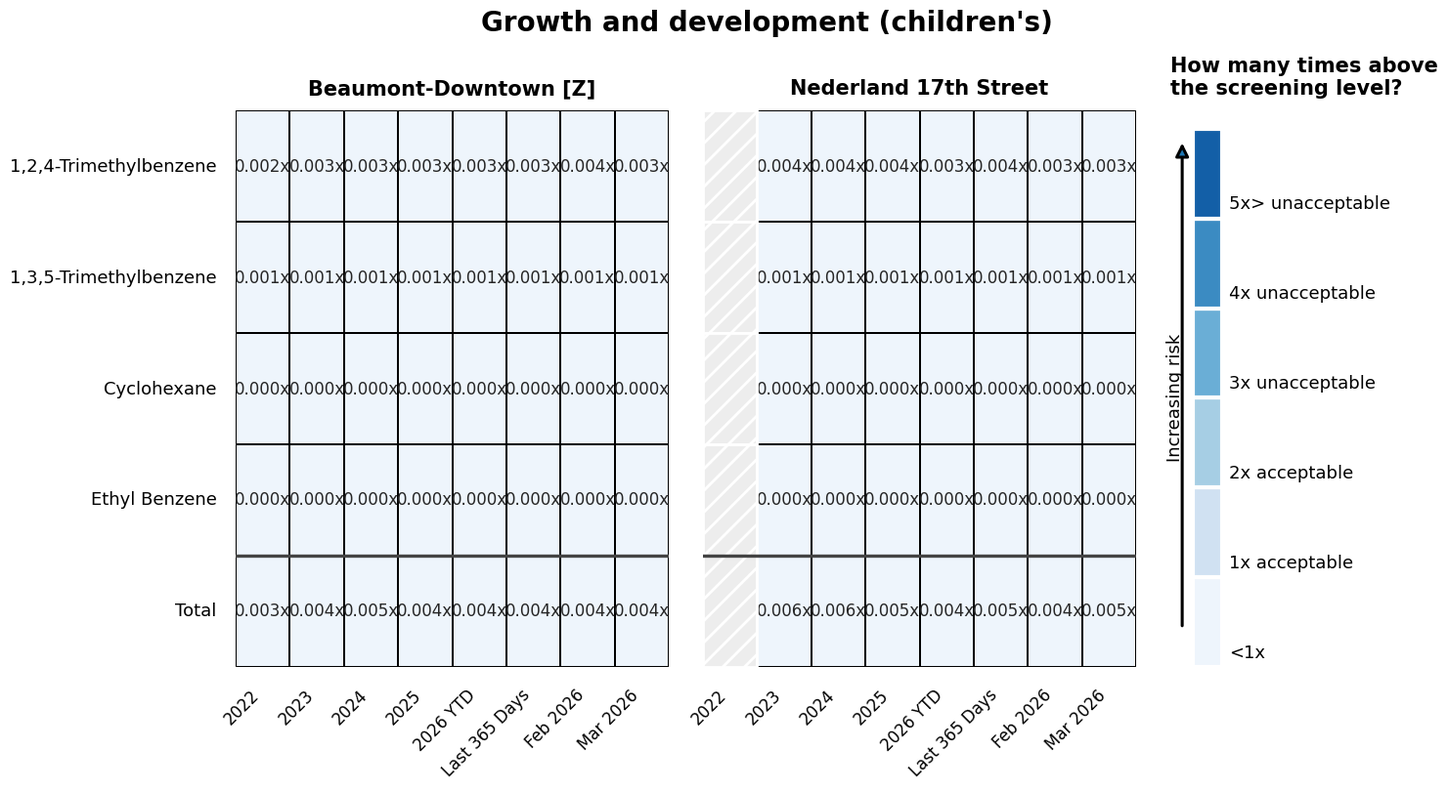 Growth and development (children's)
How many times above
the screening level?
Beaumont-Downtown [Z]
Nederland 17th Street
1,2,4-Trimethylbenzene
0.002x 0.003x 0.003x 0.003x 0.003x 0.003x 0.004x 0.003x
0.004x 0.004x 0.004x 0.003x 0.004x 0.003x 0.003x
1,3,5-Trimethylbenzene
0.001x 0.001x 0.001x 0.001x 0.001x 0.001x 0.001x 0.001x
0.001x 0.001x 0.001x 0.001x 0.001x 0.001x 0.001x
Cyclohexane
0.000x 0.000x 0.000x 0.000x 0.000x 0.000x 0.000x 0.000x
0.000x 0.000x 0.000x 0.000x 0.000x 0.000x 0.000x
Ethyl Benzene
0.000x 0.000x 0.000x 0.000x 0.000x 0.000x 0.000x 0.000x
0.000x 0.000x 0.000x 0.000x 0.000x 0.000x 0.000x
Total
0.003x 0.004x 0.005x 0.004x 0.004x 0.004x 0.004x 0.004x
0.006x 0.006x 0.005x 0.004x 0.005x 0.004x 0.005x
2022 2023 2024 2025 2026 YTD Last 365 Days Feb 2026 Mar 2026
2022 2023 2024 2025 2026 YTD Last 365 Days Feb 2026 Mar 2026
Increasing risk
5x> unacceptable
4x unacceptable
3x unacceptable
2x acceptable
1x acceptable
<1x